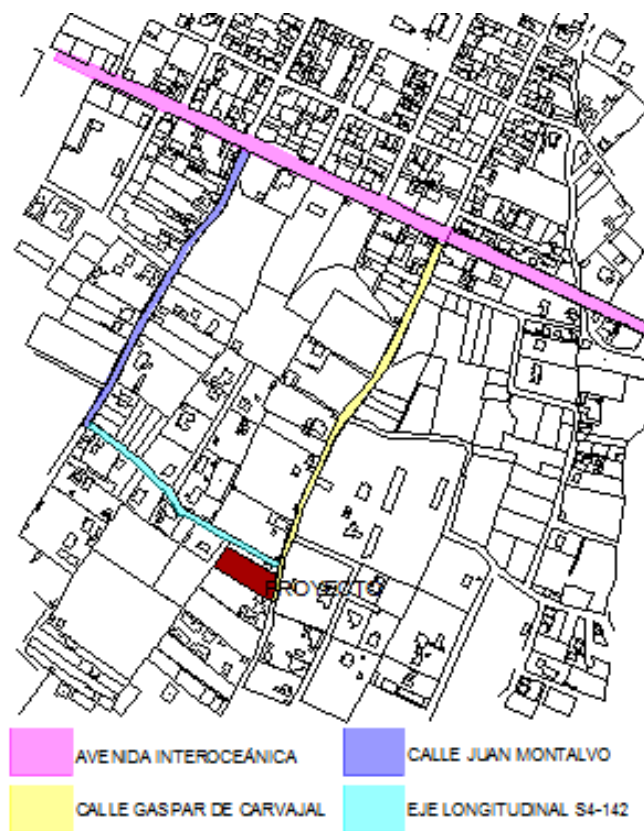 PROYECTO
AVENIDA INTEROCEÁNICA
CALLE JUAN MONTALVO
CALLE GASPAR DE CARVAJAL
EJE LONGITUDINAL S4-142